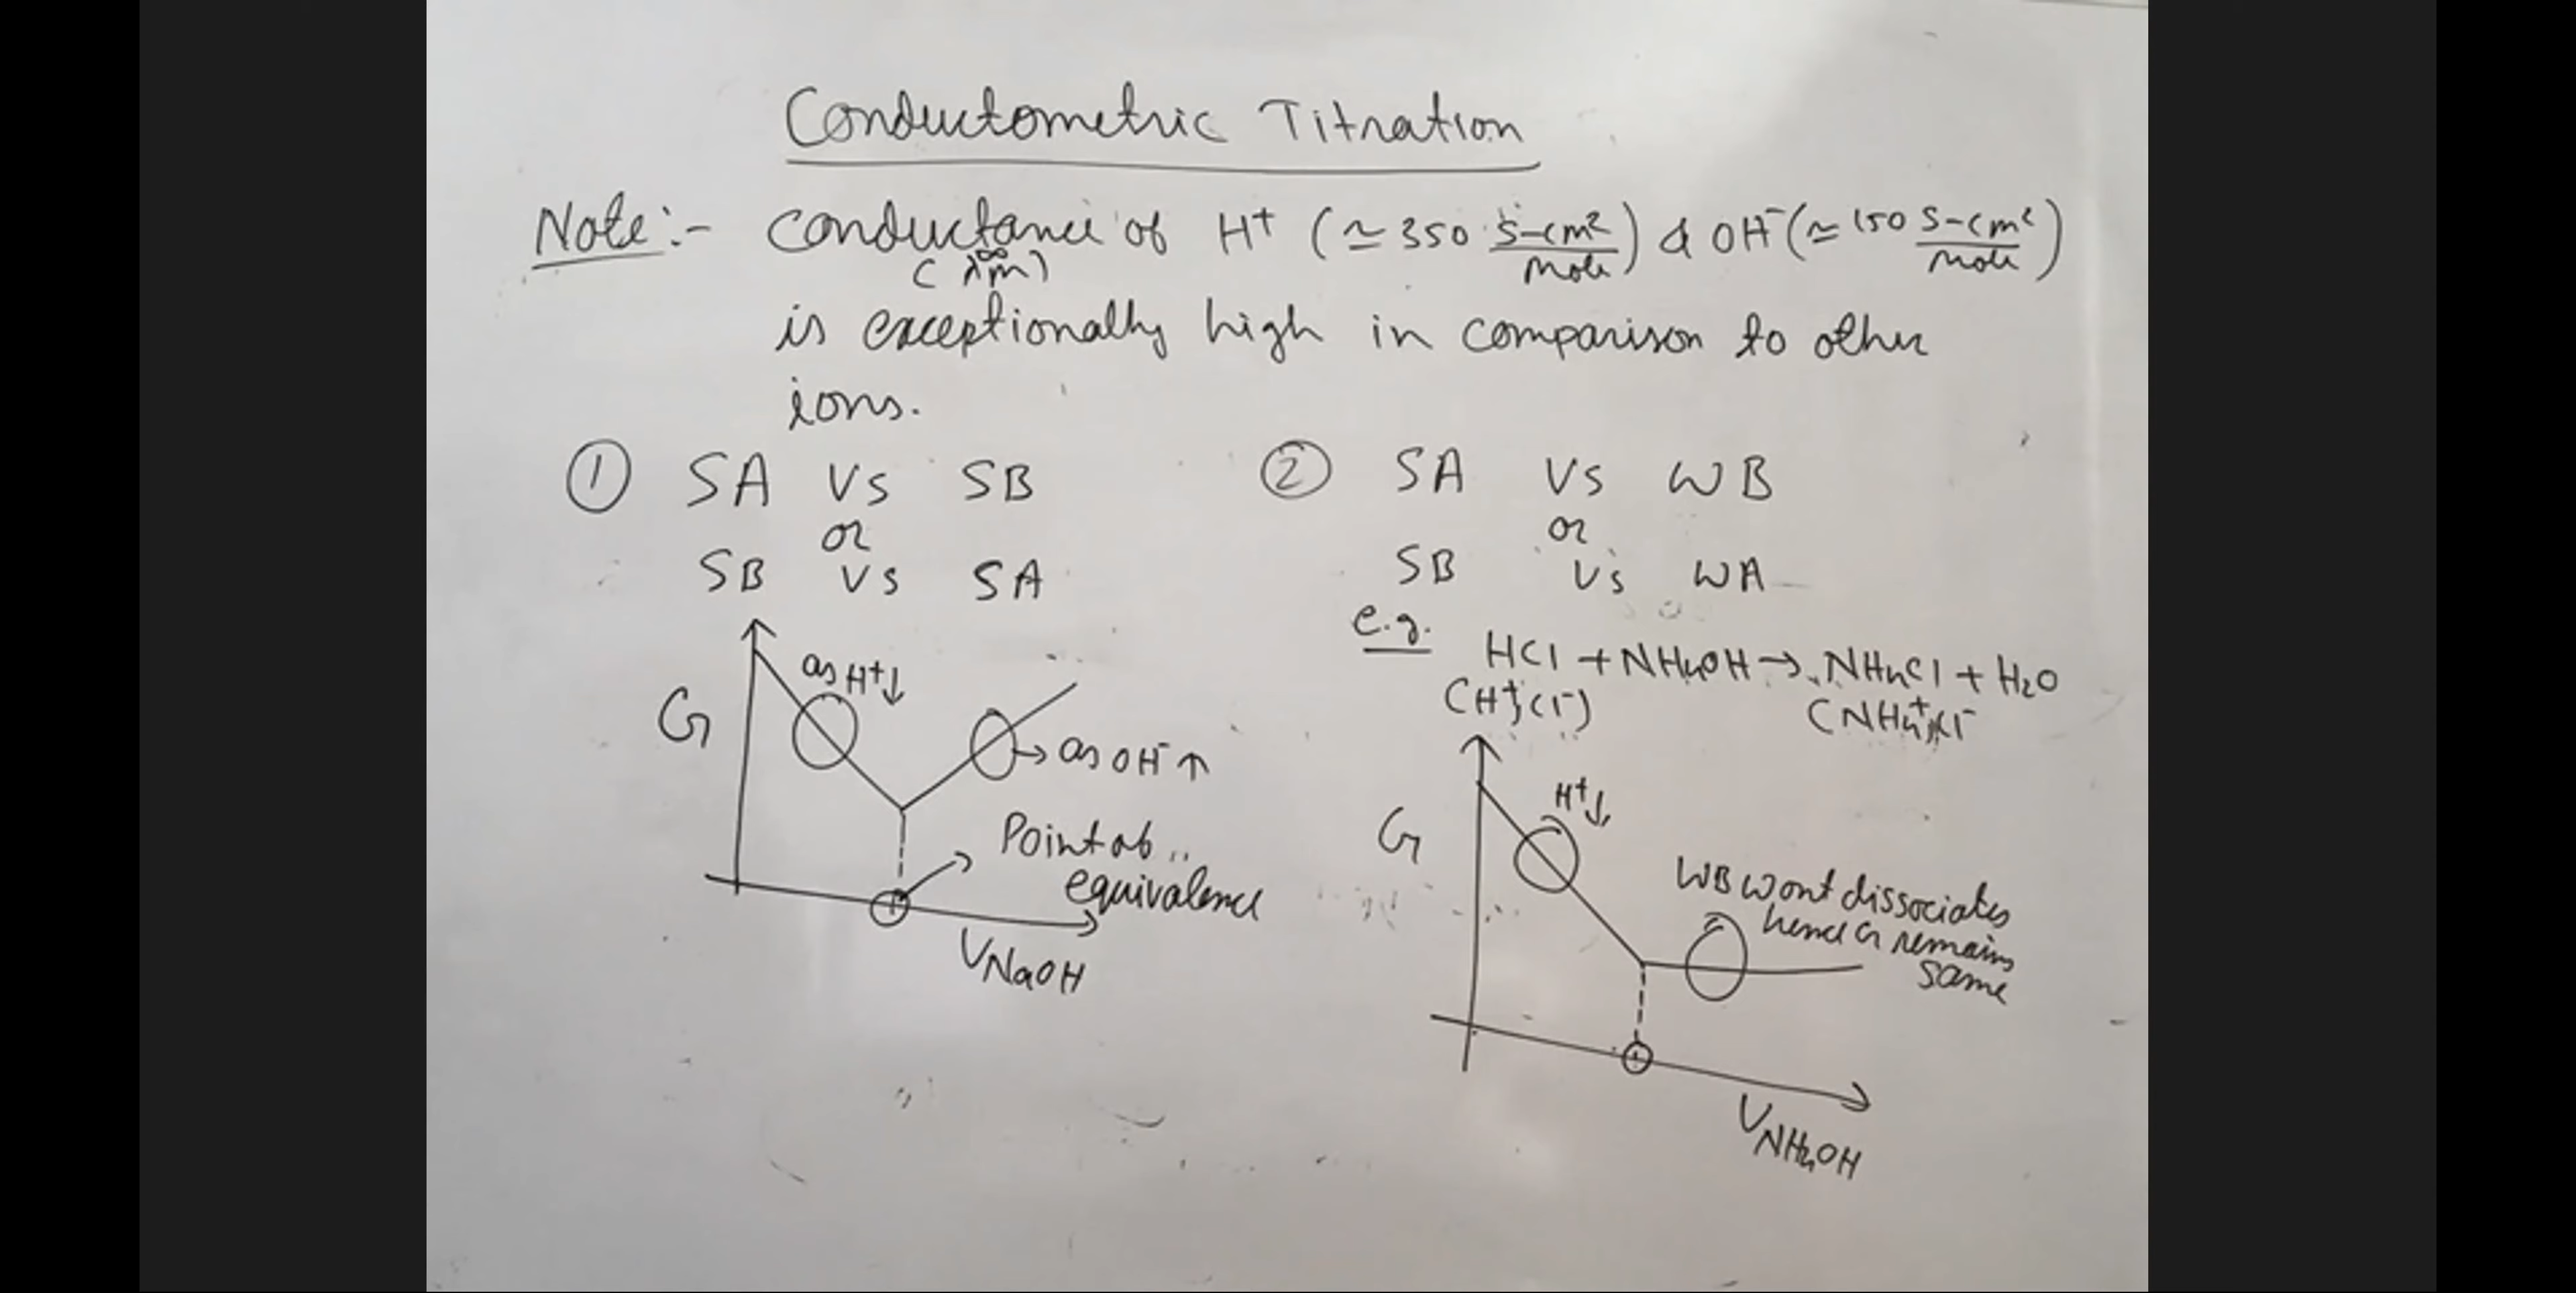 Conductometric Titration
Note:- Conductance of H⁺ (≃ 350 S-cm²/mole) & OH⁻ (≃ 150 S-cm²/mole)
(λ∞m)
is exceptionally high in comparison to other
ions.
① SA Vs SB
or
SB Vs SA
G
as H⁺↓
→ as OH⁻ ↑
Point of
equivalence
VNaOH
② SA Vs WB
or
SB Vs WA
e.g.
HCl + NH₄OH → NH₄Cl + H₂O
(H⁺, Cl⁻) (NH₄⁺, Cl⁻
G
H⁺↓
WB wont dissociates
hence G remains
same
VNH₄OH